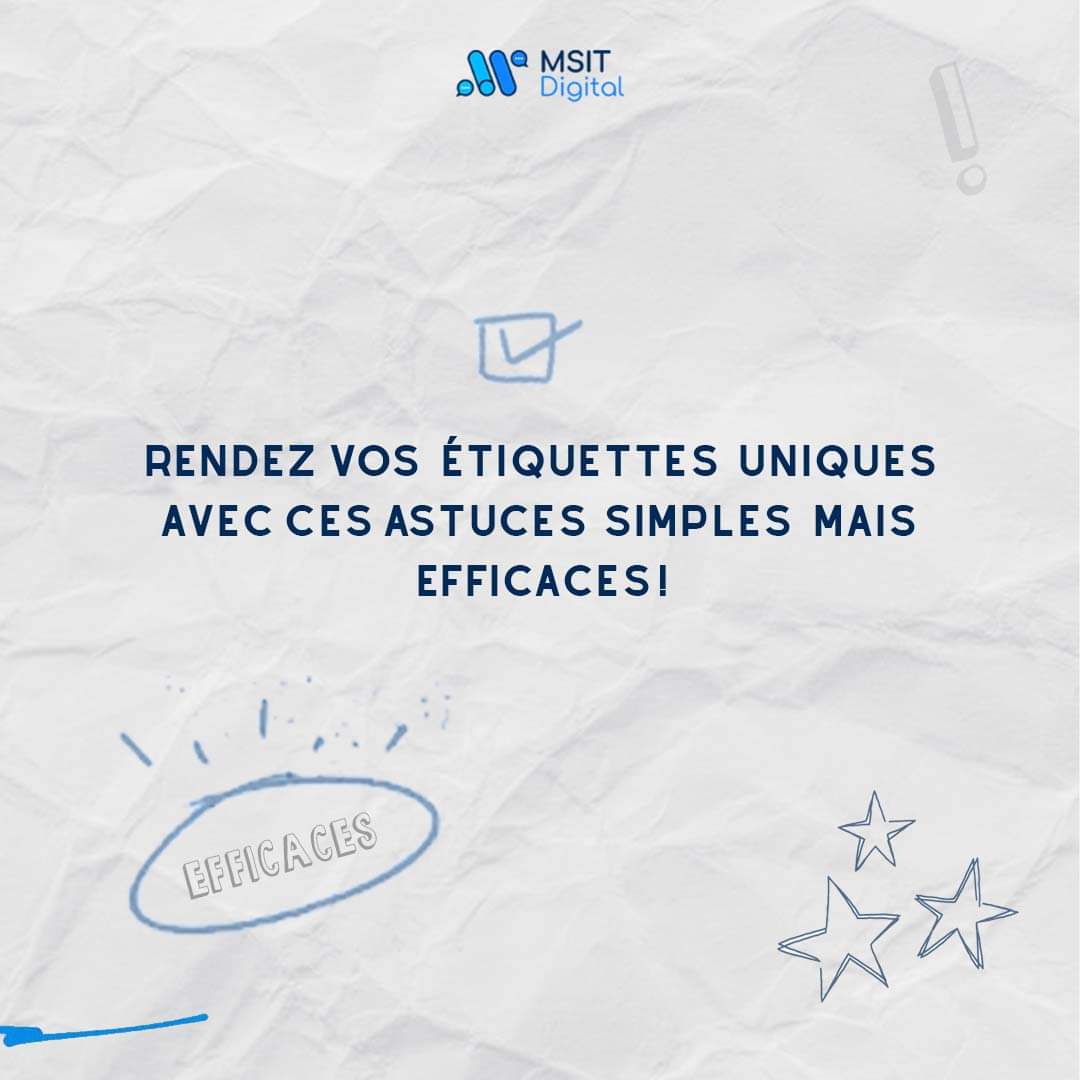 MSIT
Digital
RENDEZ VOS ÉTIQUETTES UNIQUES
AVEC CES ASTUCES SIMPLES MAIS
EFFICACES!
EFFICACES